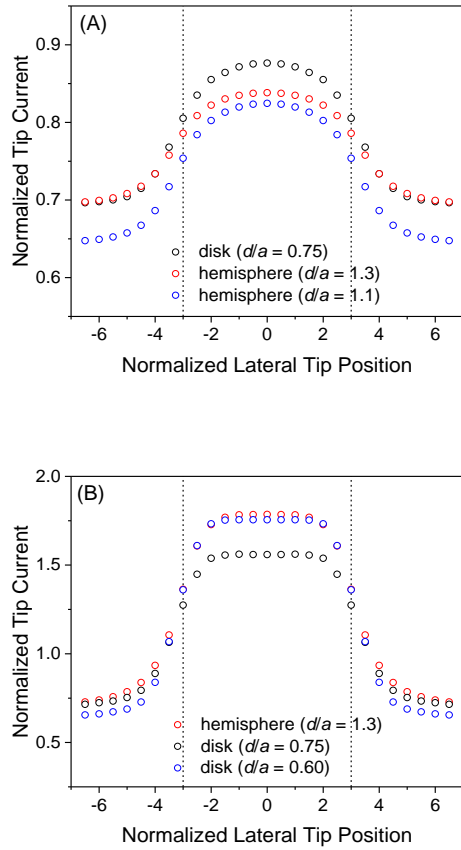 (A)
Normalized Tip Current
0.9
0.8
0.7
0.6
disk (d/a = 0.75)
hemisphere (d/a = 1.3)
hemisphere (d/a = 1.1)
-6 -4 -2 0 2 4 6
Normalized Lateral Tip Position
(B)
Normalized Tip Current
2.0
1.5
1.0
0.5
hemisphere (d/a = 1.3)
disk (d/a = 0.75)
disk (d/a = 0.60)
-6 -4 -2 0 2 4 6
Normalized Lateral Tip Position